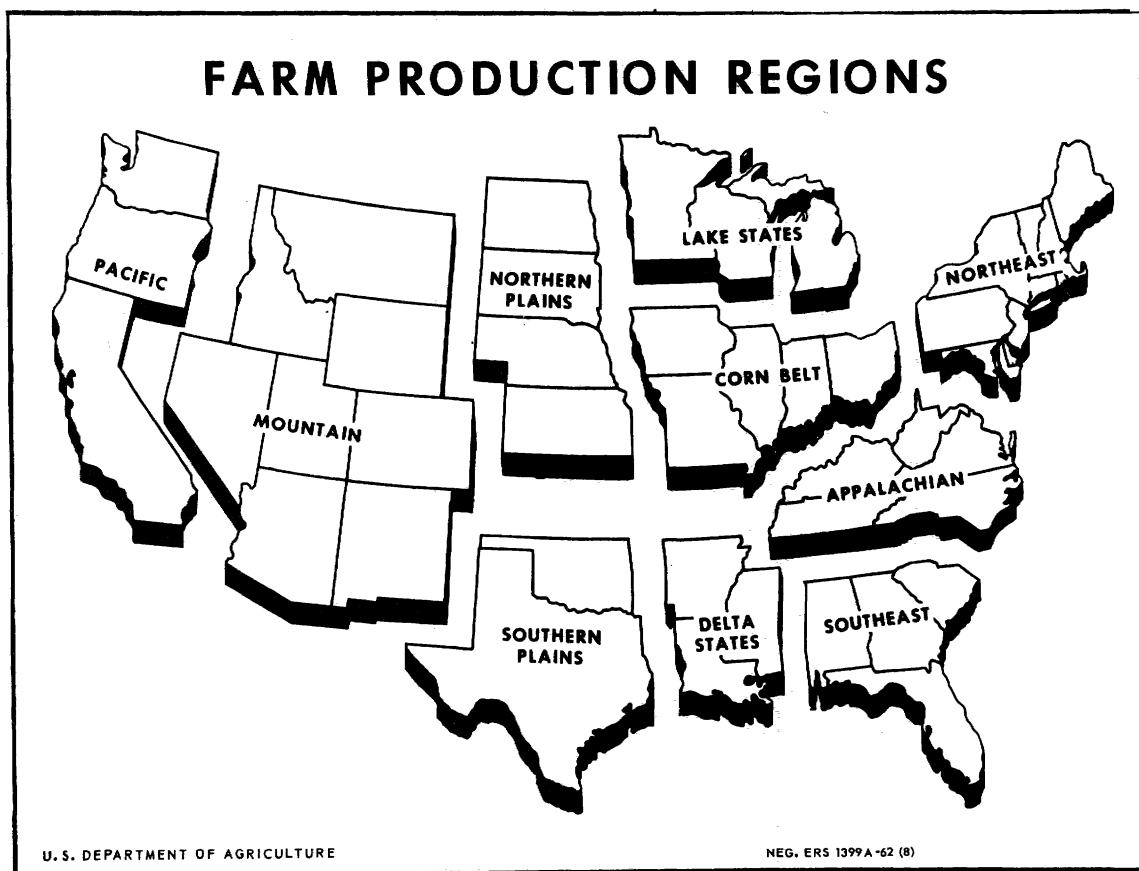 FARM PRODUCTION REGIONS
PACIFIC
MOUNTAIN
NORTHERN
PLAINS
LAKE STATES
CORN BELT
NORTHEAST
APPALACHIAN
SOUTHERN
PLAINS
DELTA
STATES
SOUTHEAST
U. S. DEPARTMENT OF AGRICULTURE
NEG. ERS 1399A-62 (8)